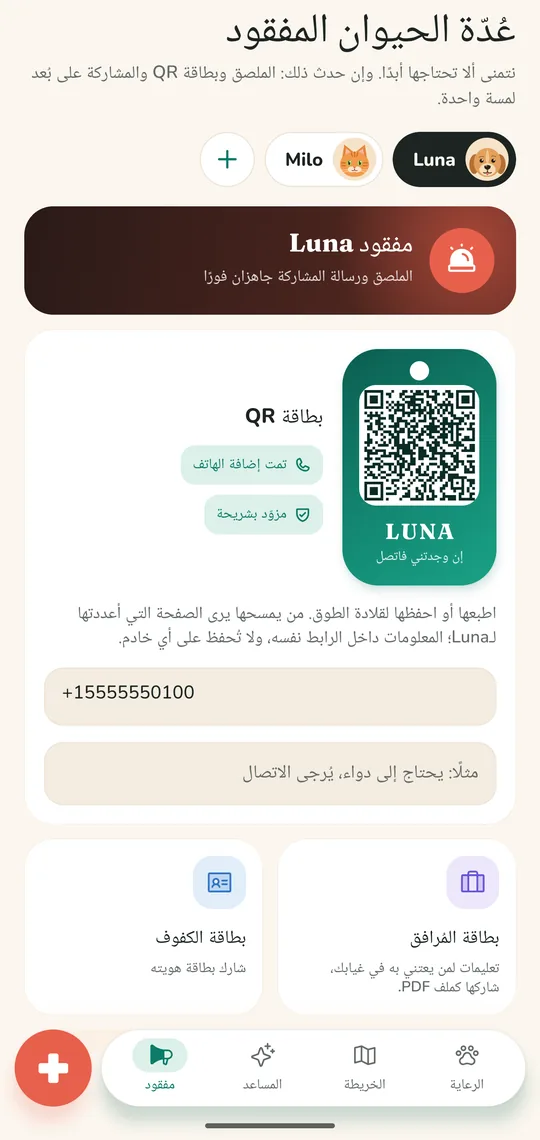 عُدّة الحيوان المفقود
نتمنى ألا تحتاجها أبدًا. وإن حدث ذلك: الملصق وبطاقة QR والمشاركة على بُعد
لمسة واحدة.
Luna
Milo
مفقود Luna
الملصق ورسالة المشاركة جاهزان فورًا
بطاقة QR
تمت إضافة الهاتف
مزوّد بشريحة
LUNA
إن وجدتني فاتصل
اطبعها أو احفظها لقلادة الطوق. من يمسحها يرى الصفحة التي أعددتها
لـLuna؛ المعلومات داخل الرابط نفسه، ولا تُحفظ على أي خادم.
+15555550100
مثلًا: يحتاج إلى دواء، يُرجى الاتصال
بطاقة المُرافق
تعليمات لمن يعتني به في غيابك،
شاركها كملف PDF.
بطاقة الكفوف
شارك بطاقة هويته
الرعاية
الخريطة
المساعد
مفقود